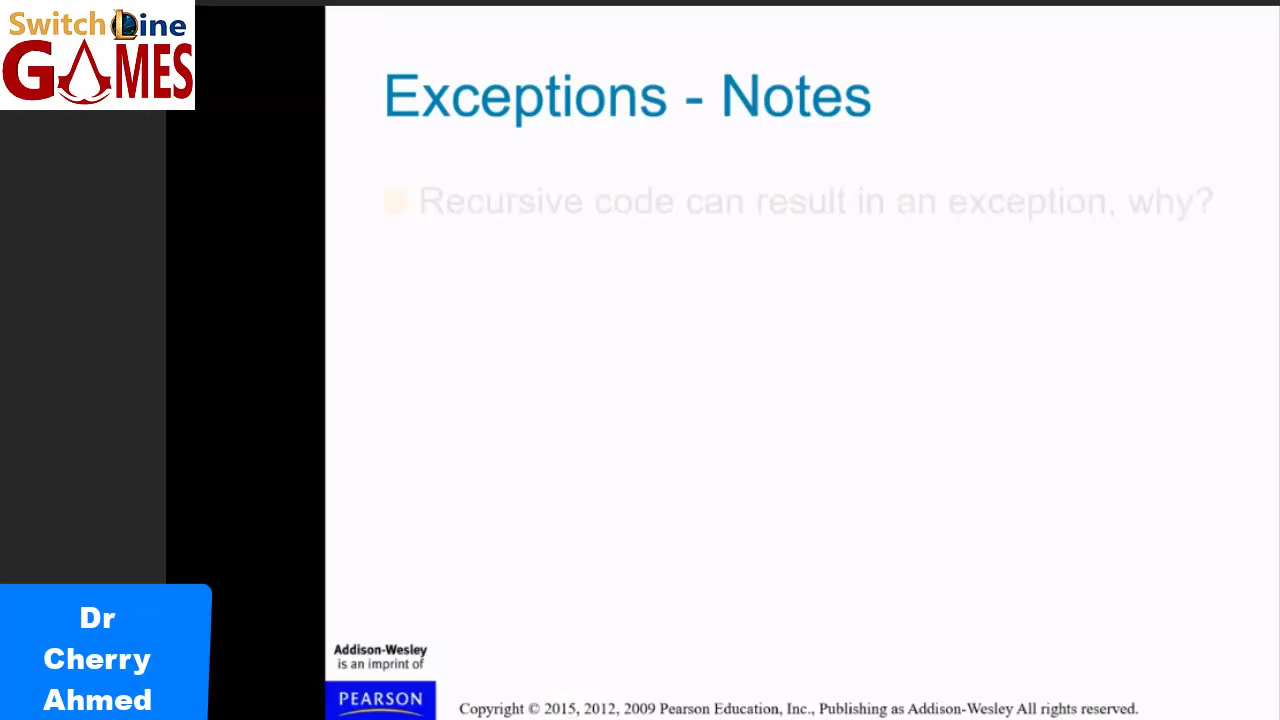 Switch Line
GAMES
Exceptions - Notes
Recursive code can result in an exception, why?
Dr
Cherry
Ahmed
Addison-Wesley
is an imprint of
PEARSON
Copyright © 2015, 2012, 2009 Pearson Education, Inc., Publishing as Addison-Wesley All rights reserved.